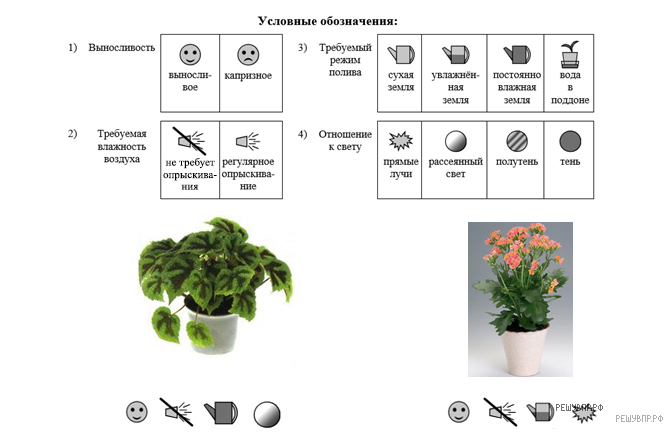 Условные обозначения:
1) Выносливость
выносли-
вое
капризное
3) Требуемый
режим
полива
сухая
земля
увлажнён-
ная
земля
постоянно
влажная
земля
вода
в
поддоне
2) Требуемая
влажность
воздуха
не требует
опрыскива-
ния
регулярное
опрыскива-
ние
4) Отношение
к свету
прямые
лучи
рассеянный
свет
полутень
тень
РЕШУВПР.РФ
РЕШУВПР.РФ